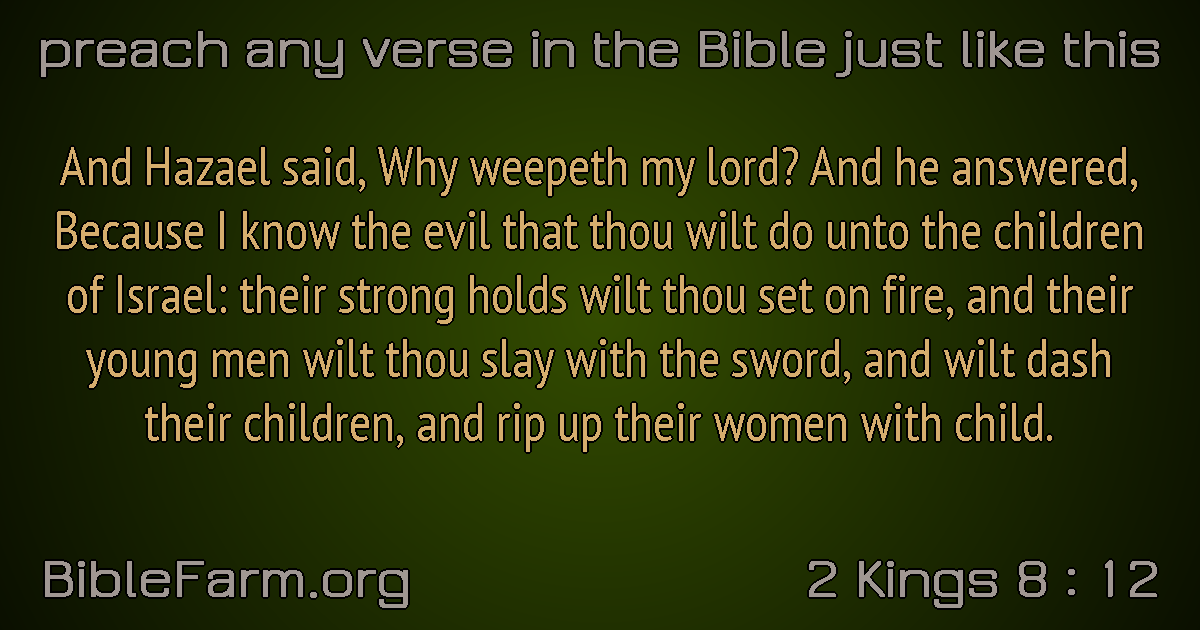 preach any verse in the Bible just like this
And Hazael said, Why weepeth my lord? And he answered,
Because I know the evil that thou wilt do unto the children
of Israel: their strong holds wilt thou set on fire, and their
young men wilt thou slay with the sword, and wilt dash
their children, and rip up their women with child.
BibleFarm.org
2 Kings 8 : 12